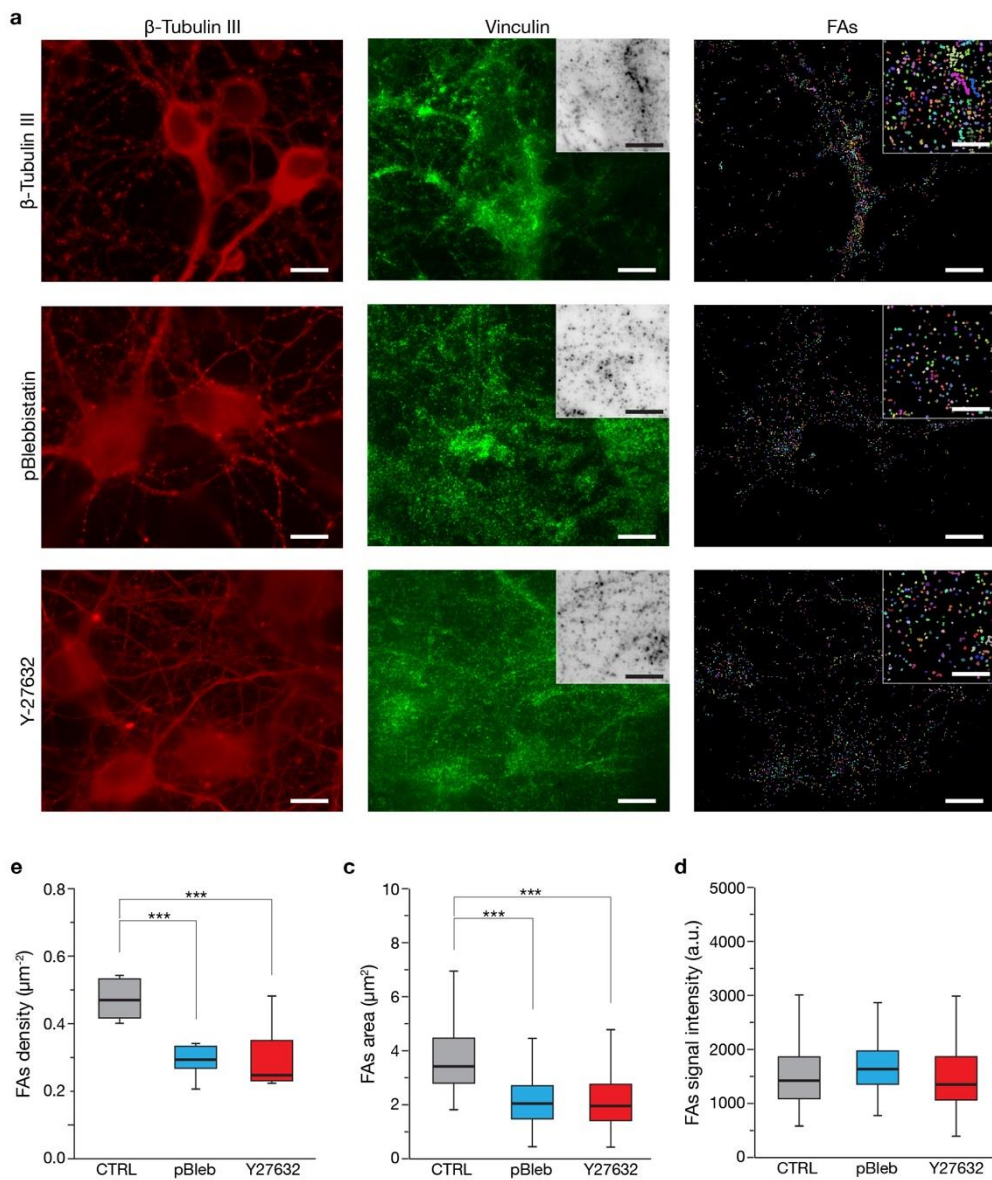 a
β-Tubulin III Vinculin FAs
β-Tubulin III
pBlebbistatin
Y-27632
e
FAs density (μm⁻²)
0.8
0.6
0.4
0.2
0.0
***
***
CTRL pBleb Y27632
c
FAs area (μm²)
10
8
6
4
2
0
***
***
CTRL pBleb Y27632
d
FAs signal intensity (a.u.)
5000
4000
3000
2000
1000
0
CTRL pBleb Y27632